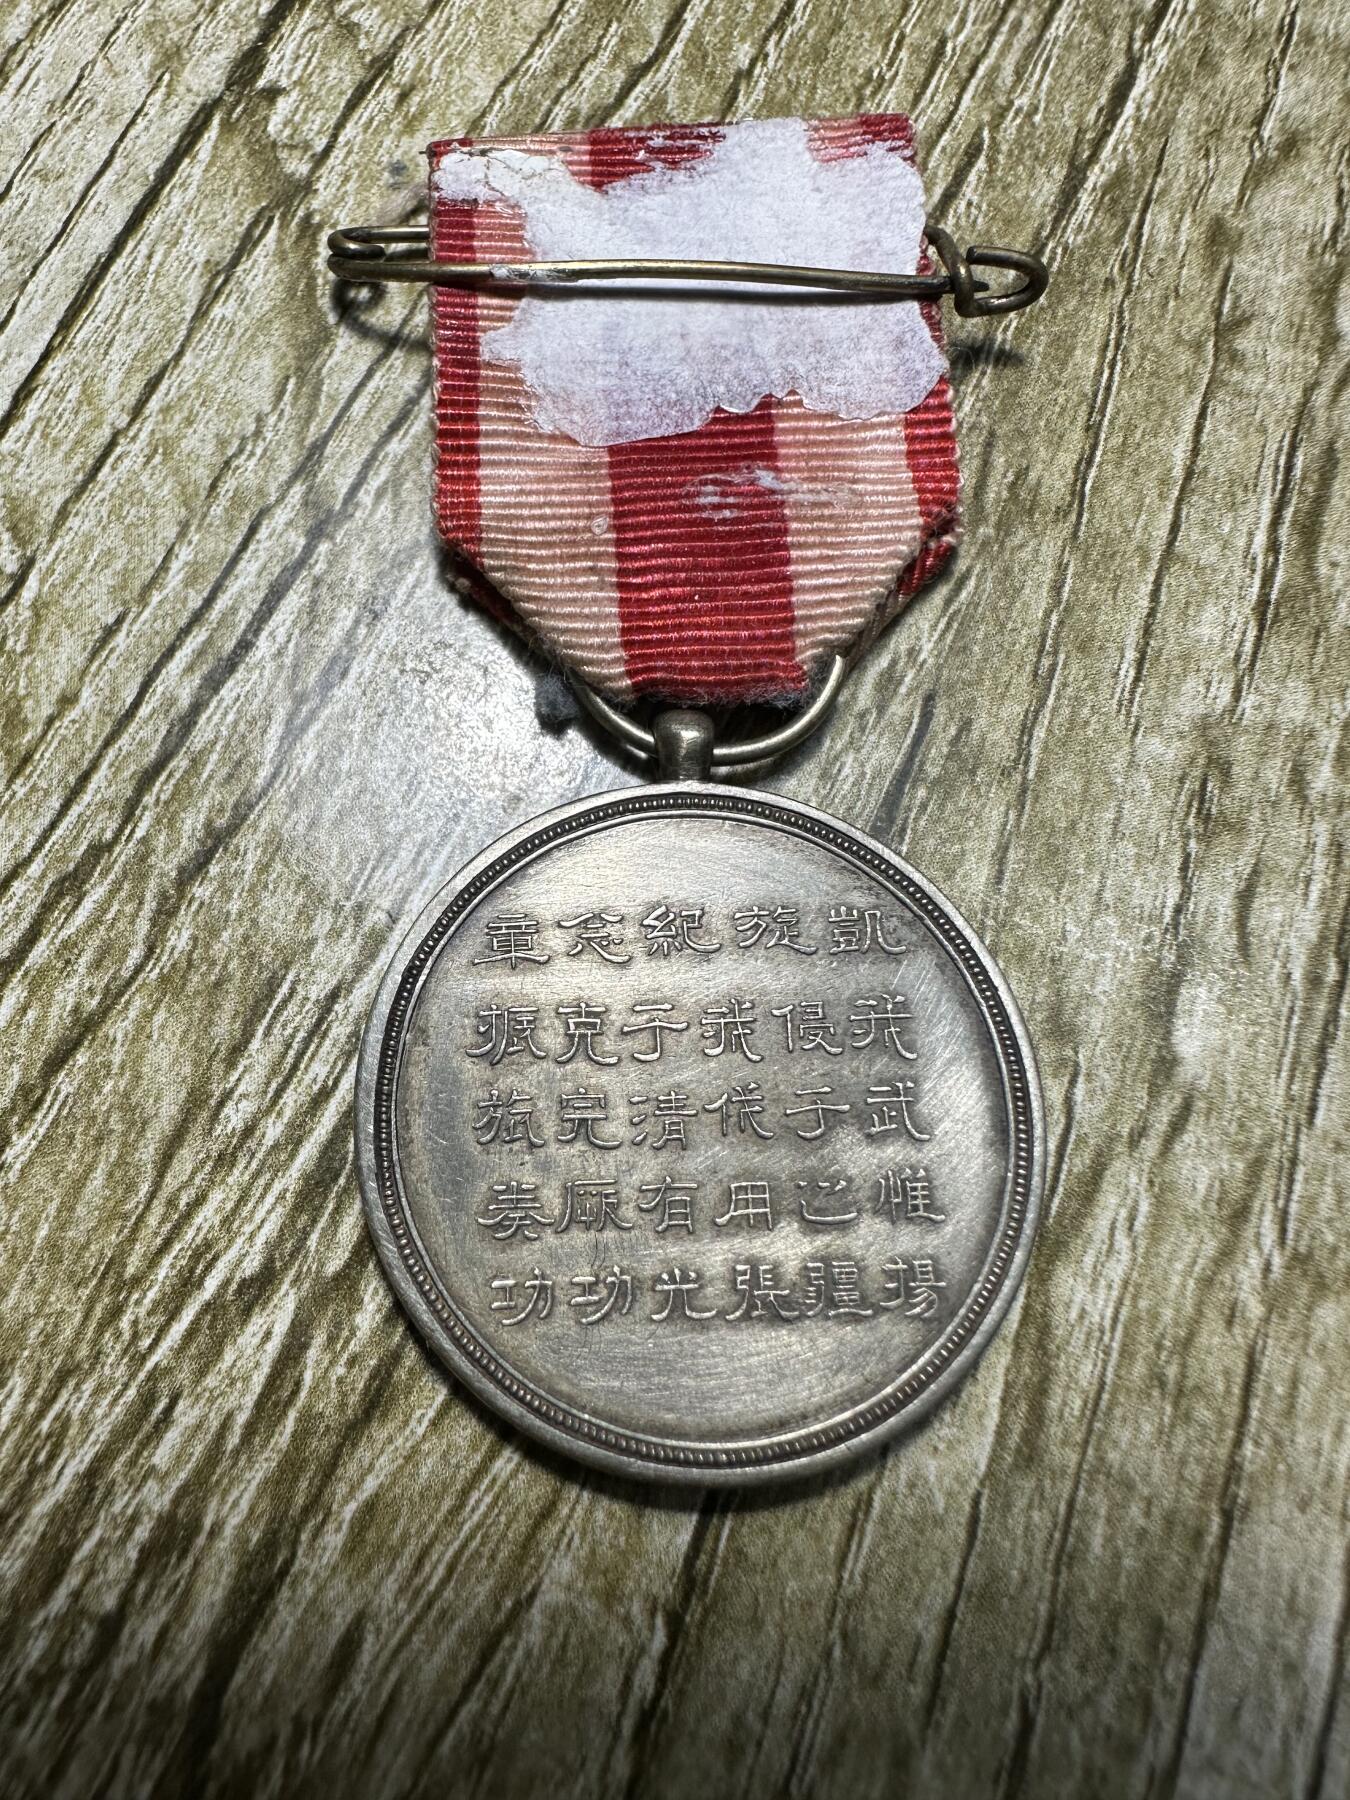 凱旋紀念章
我武惟揚
侵于之疆
我伐用張
于清有光
克完厥功
振旅奏功